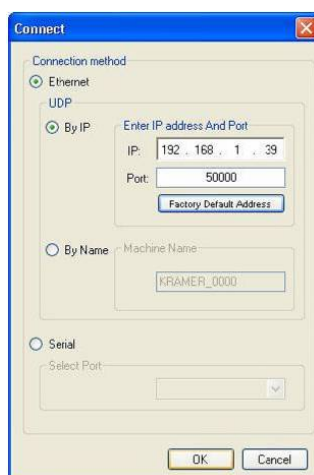 Connect
Connection method
Ethernet
UDP
By IP
Enter IP address And Port
IP: 192 . 168 . 1 . 39
Port: 50000
Factory Default Address
By Name
Machine Name
KRAMER_0000
Serial
Select Port
OK Cancel